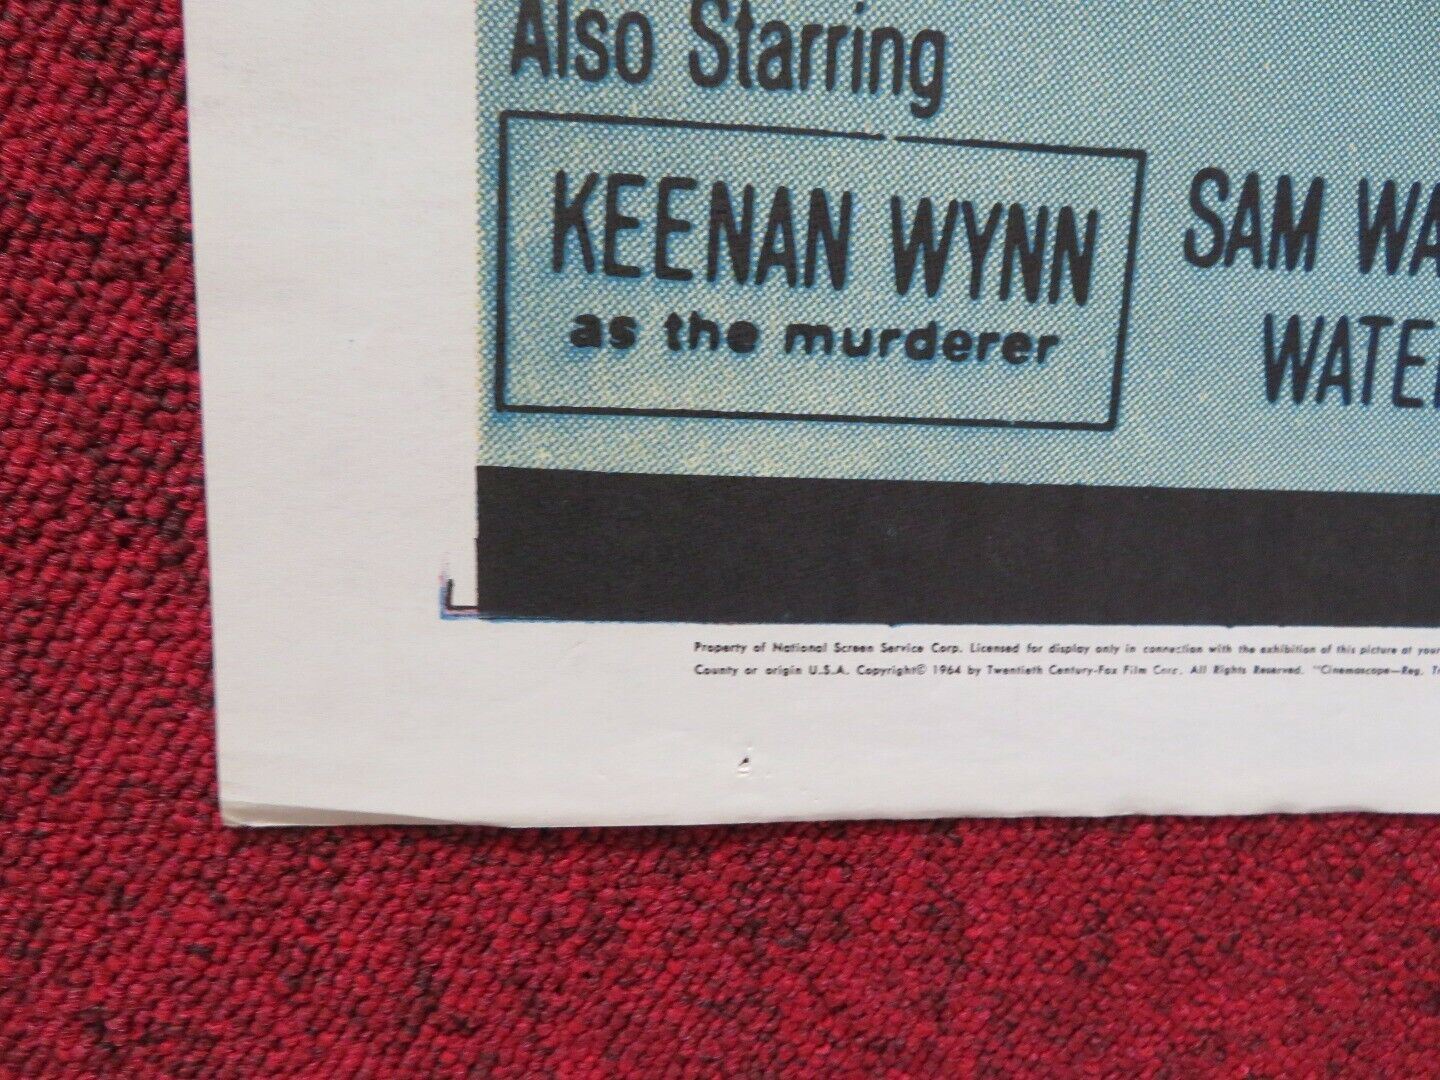 Also Starring
KEENAN WYNN SAM WA
as the murderer WATE
Property of National Screen Service Corp. Licensed for display only in connection with the exhibition of this picture at your
County or origin U.S.A. Copyright© 1964 by Twentieth Century-Fox Film Corp. All Rights Reserved. "Cinemascope—Reg. Tr